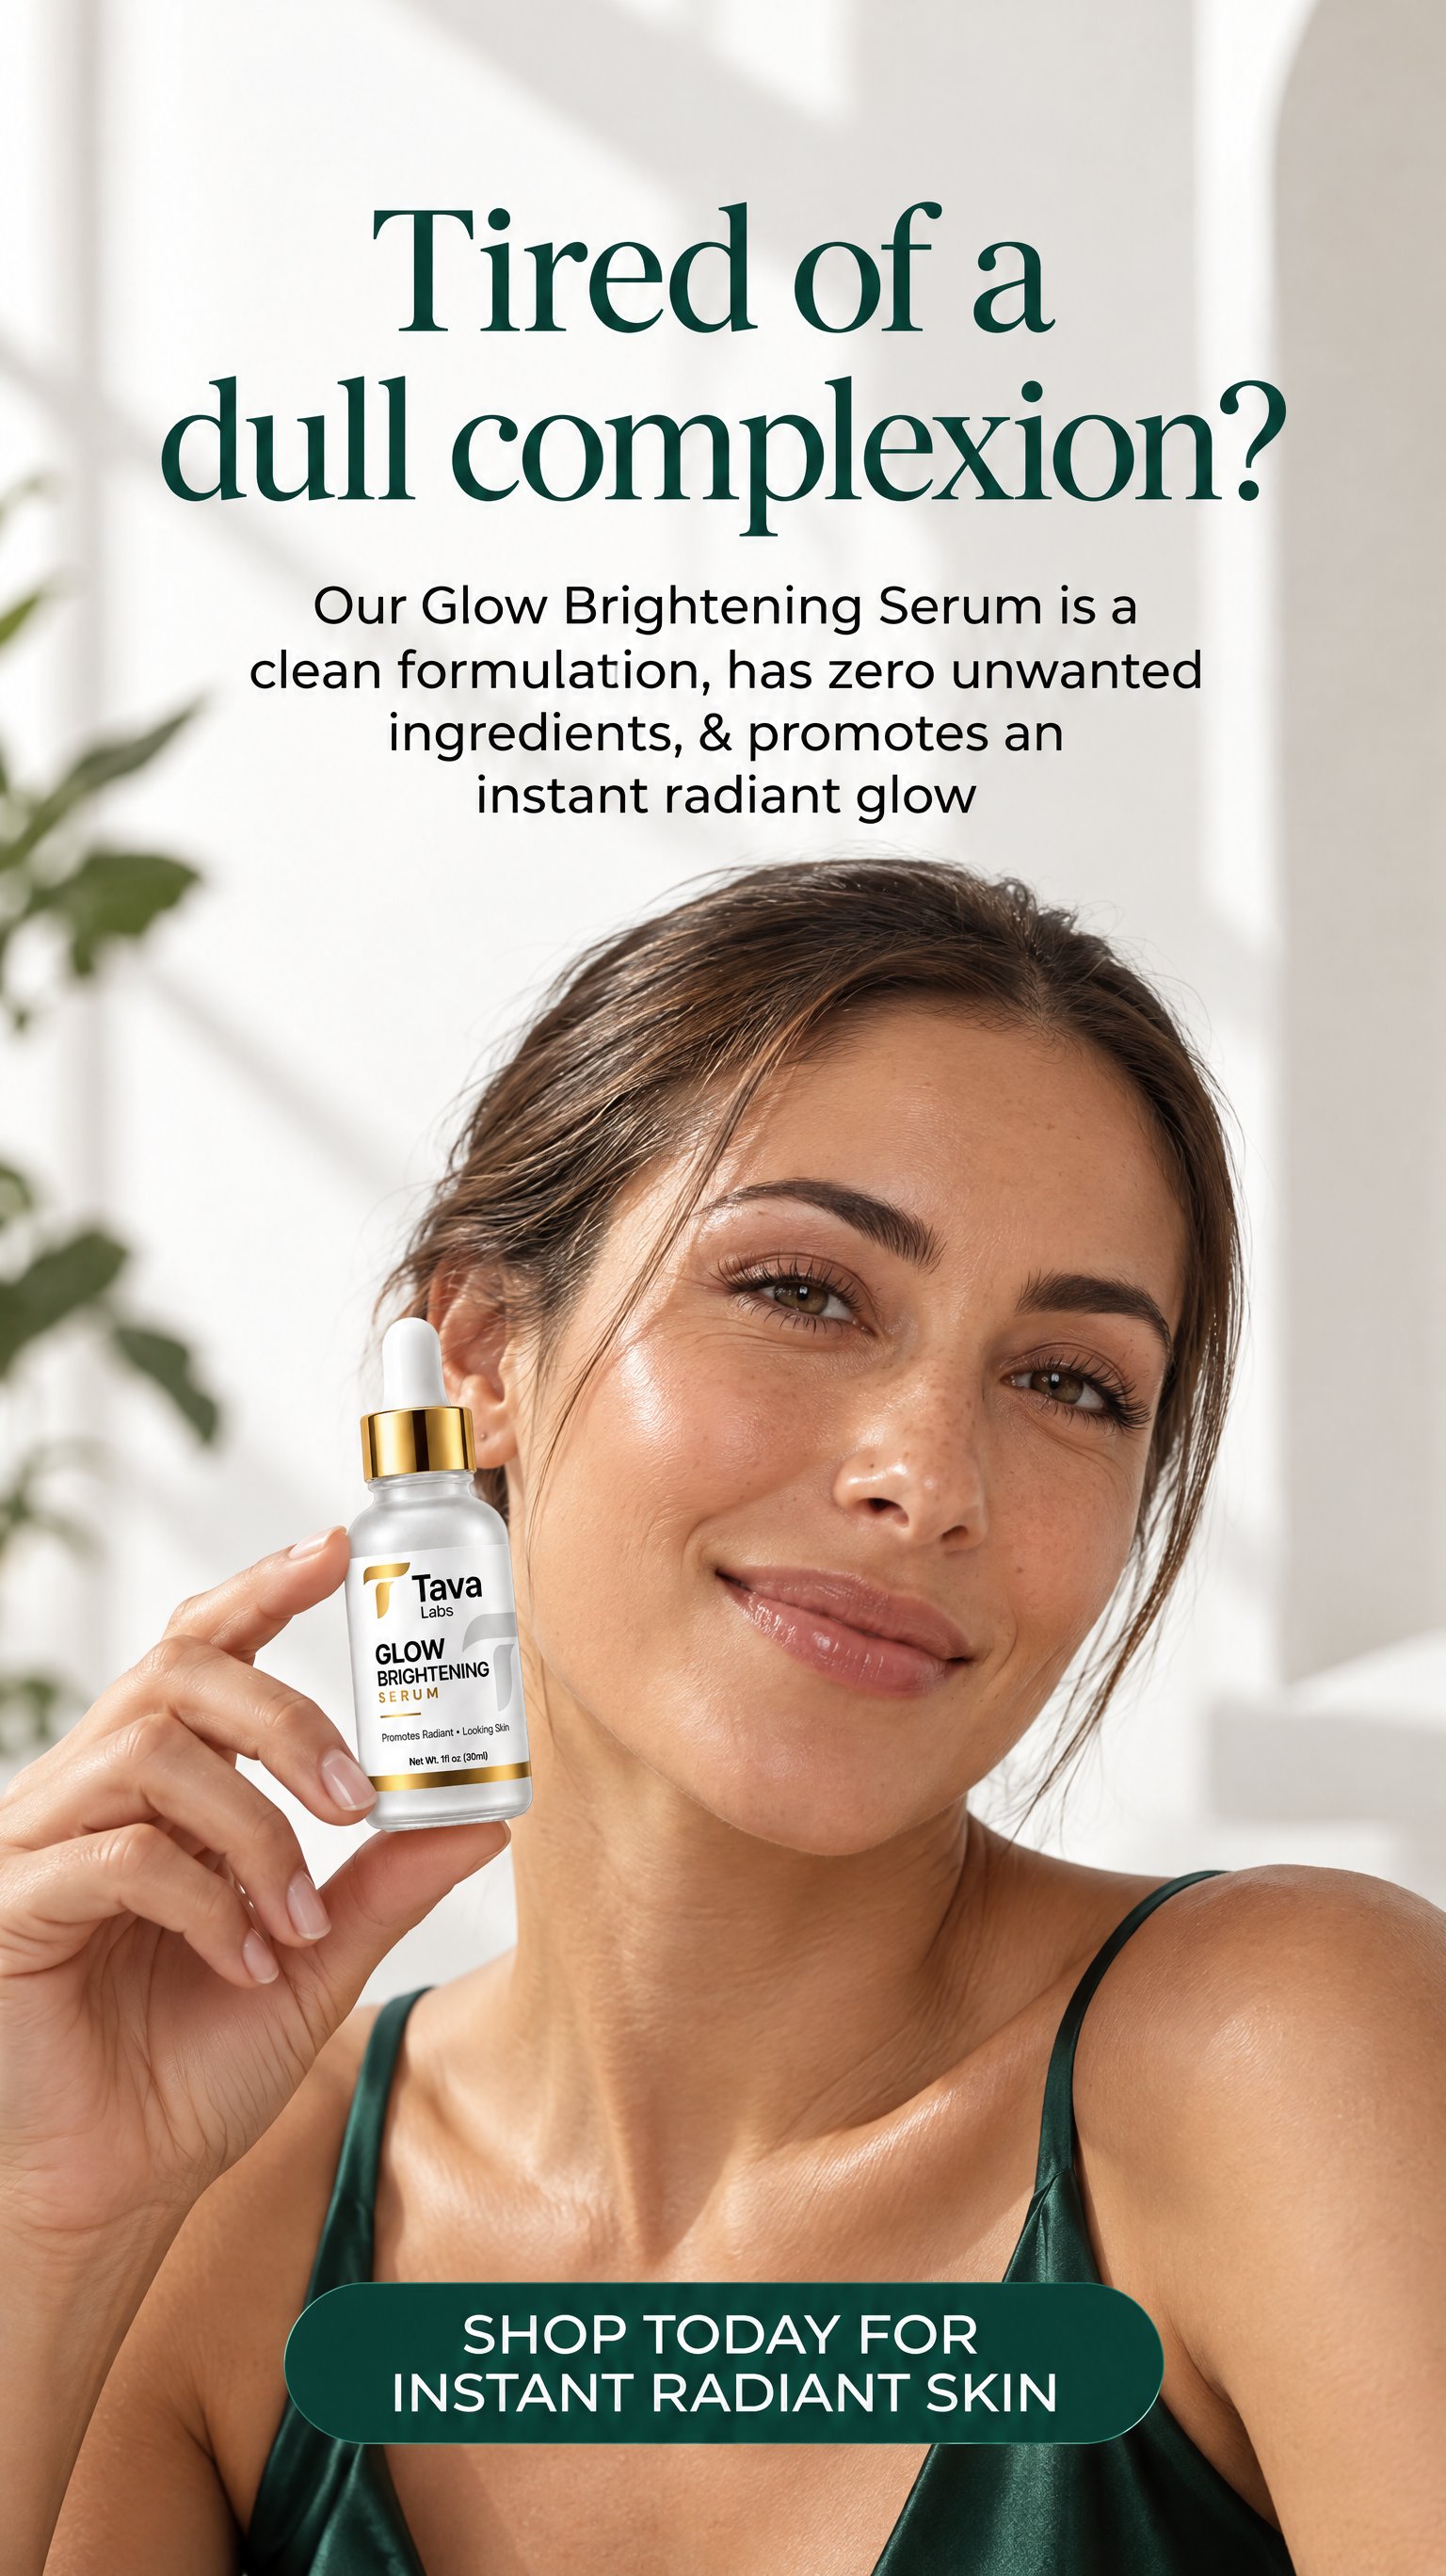 Tired of a
dull complexion?
Our Glow Brightening Serum is a
clean formulation, has zero unwanted
ingredients, & promotes an
instant radiant glow
Tava
Labs
GLOW
BRIGHTENING
SERUM
Promotes Radiant • Looking Skin
Net Wt. 1fl oz (30ml)
SHOP TODAY FOR
INSTANT RADIANT SKIN